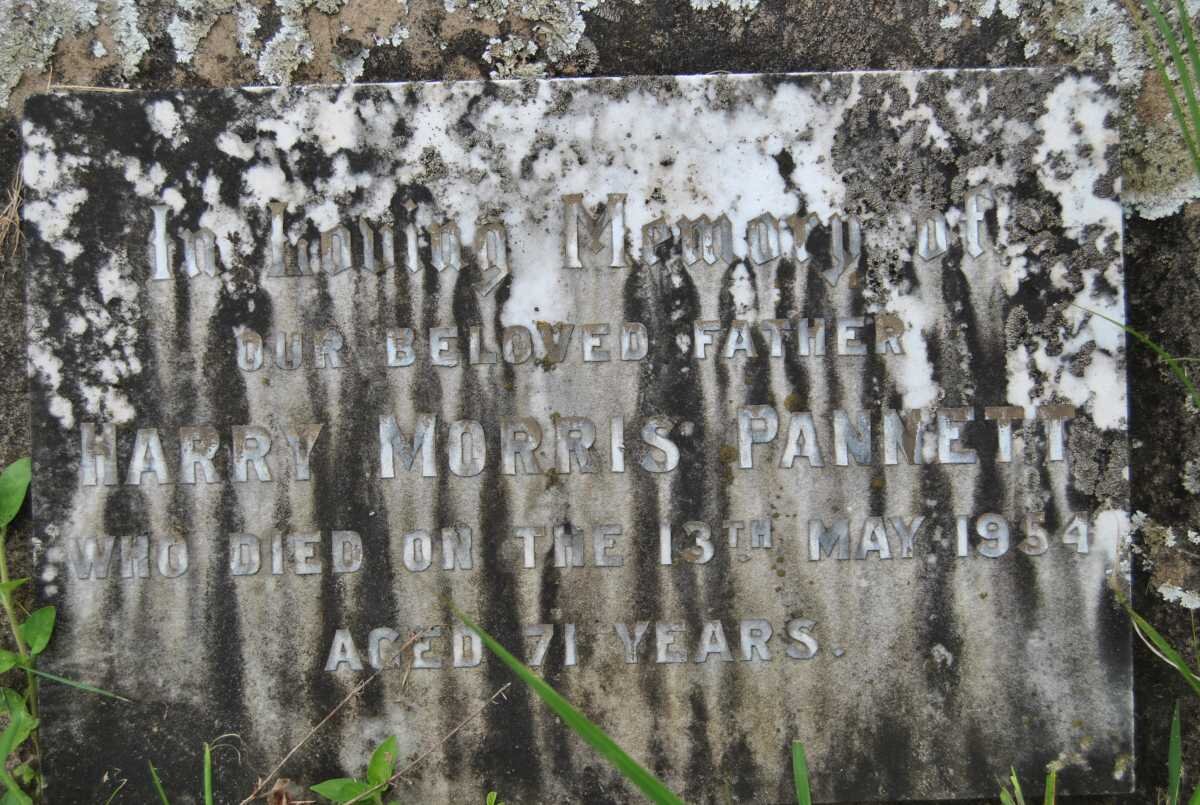 In Loving Memory of
OUR BELOVED FATHER
HARRY MORRIS PANNETT
WHO DIED ON THE 13TH MAY 1954
AGED 71 YEARS.